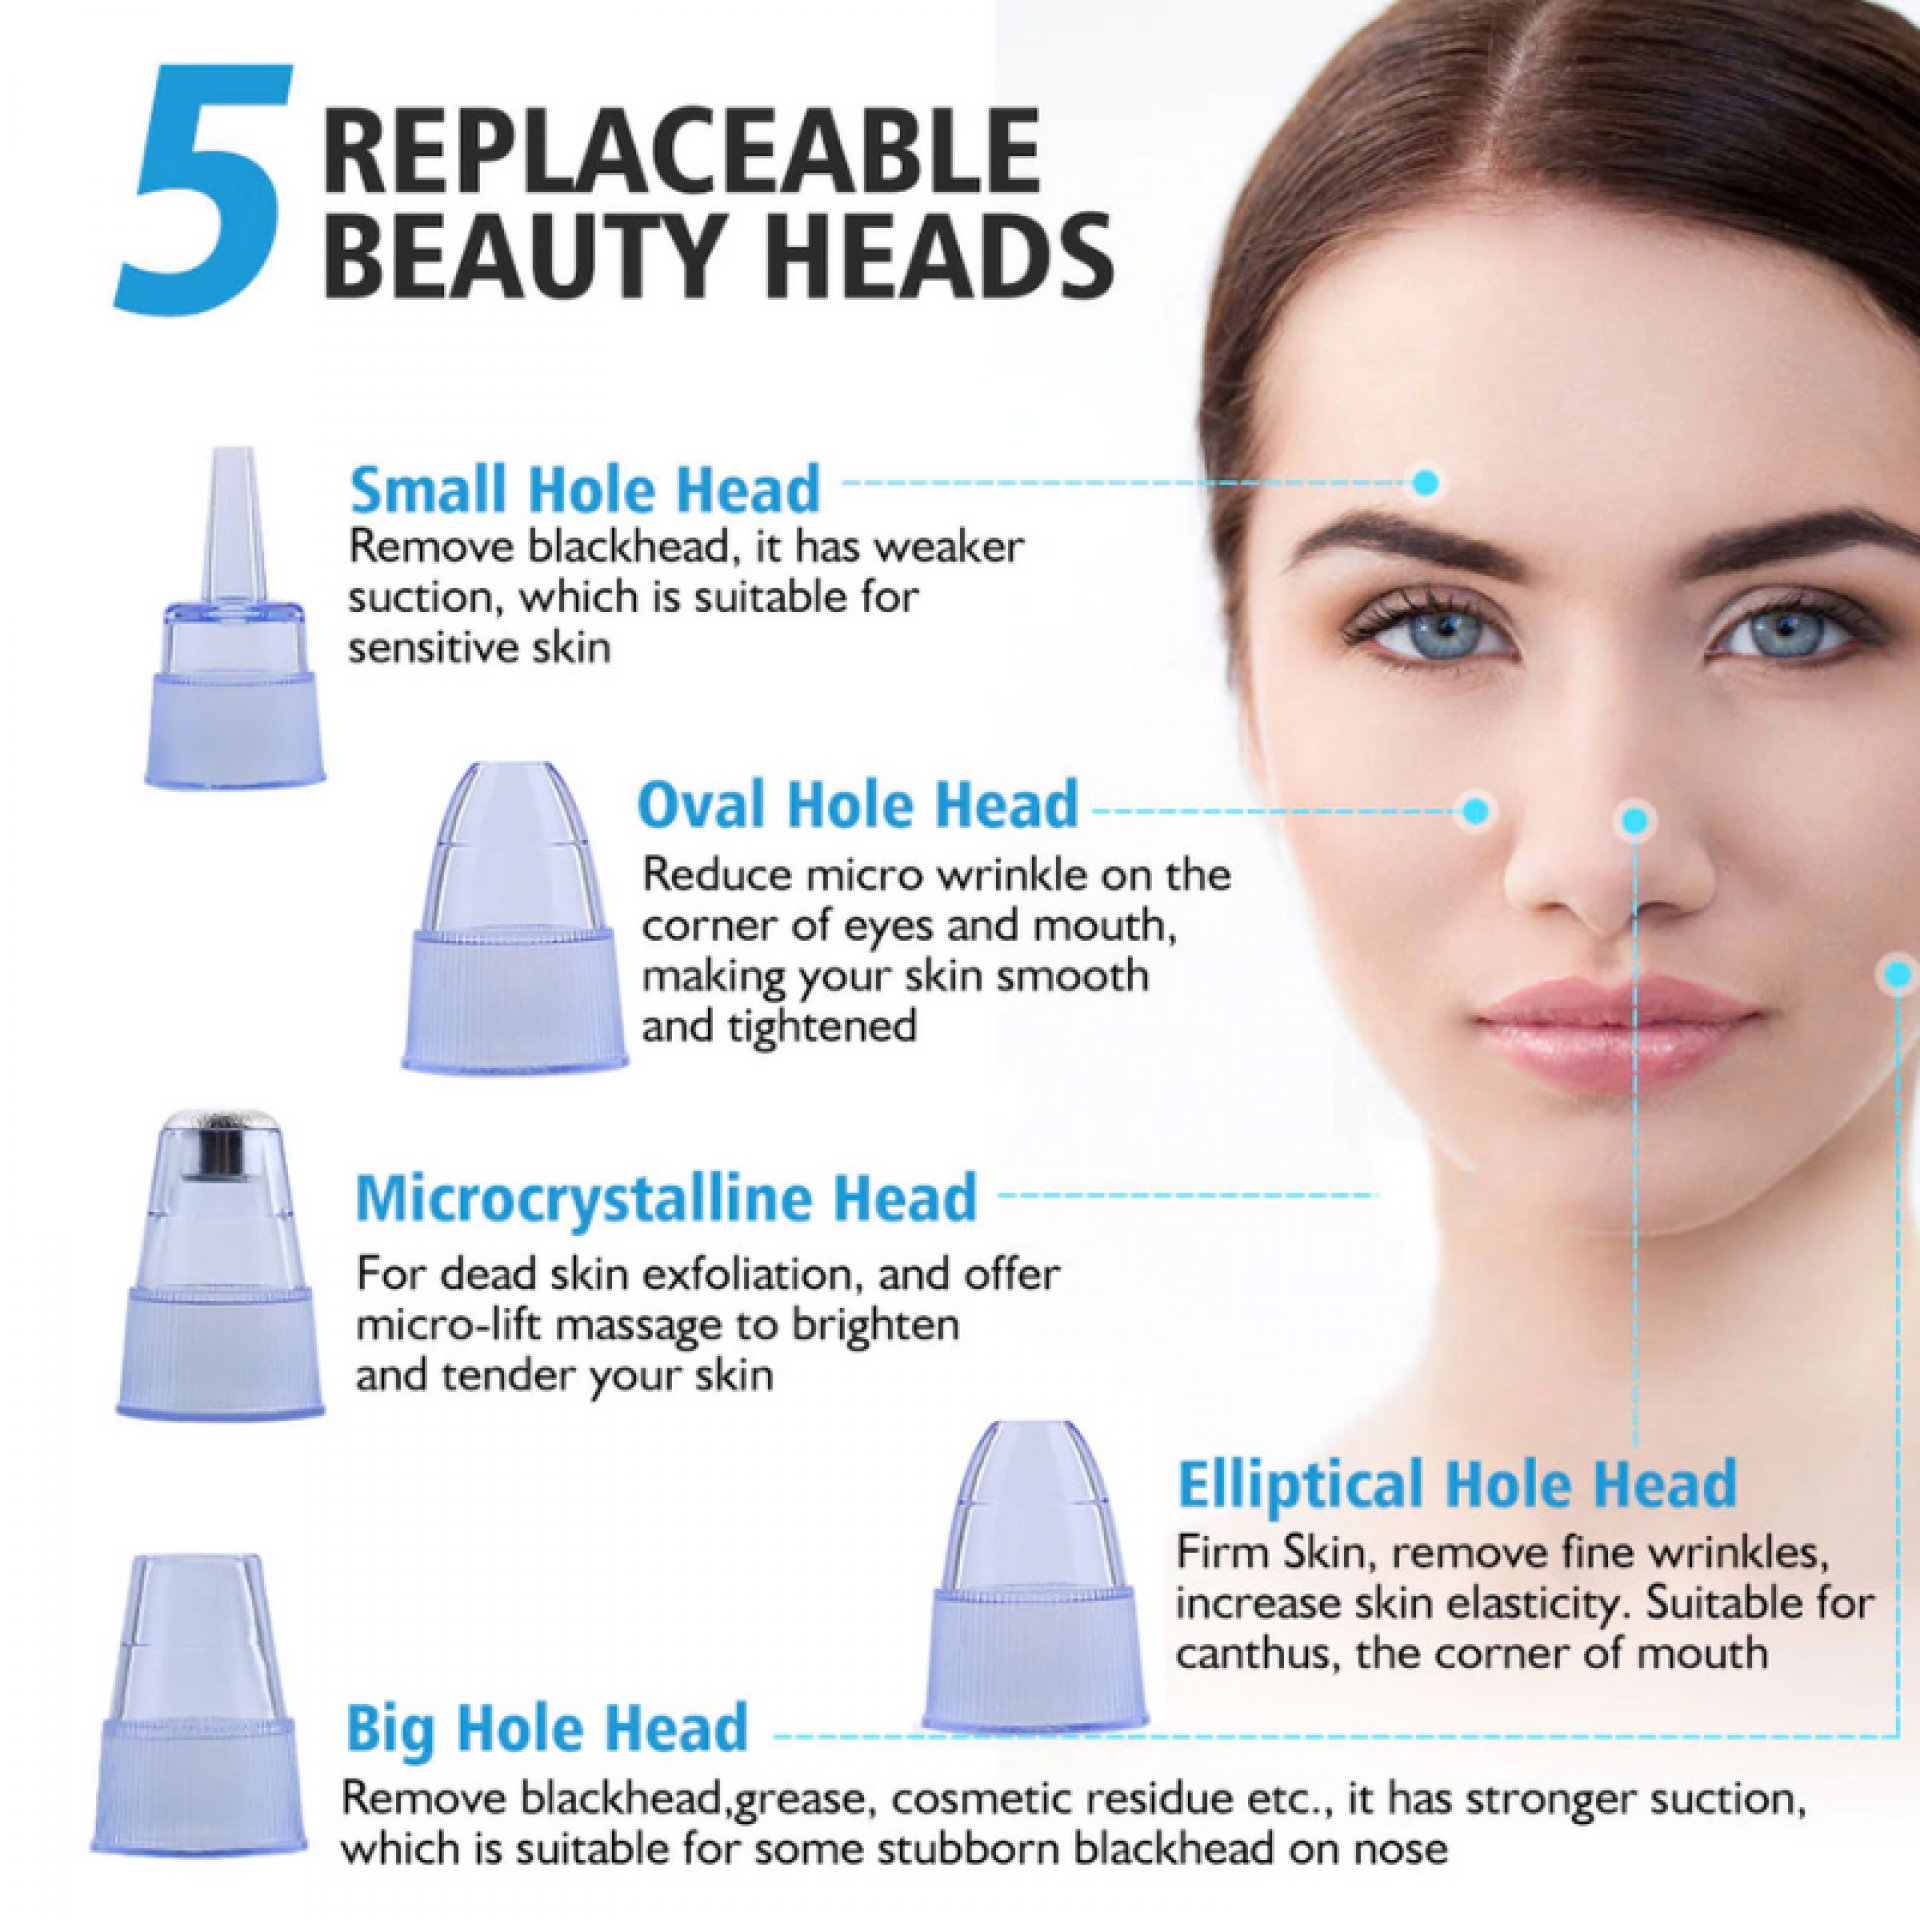 5 REPLACEABLE
BEAUTY HEADS
Small Hole Head
Remove blackhead, it has weaker
suction, which is suitable for
sensitive skin
Oval Hole Head
Reduce micro wrinkle on the
corner of eyes and mouth,
making your skin smooth
and tightened
Microcrystalline Head
For dead skin exfoliation, and offer
micro-lift massage to brighten
and tender your skin
Elliptical Hole Head
Firm Skin, remove fine wrinkles,
increase skin elasticity. Suitable for
canthus, the corner of mouth
Big Hole Head
Remove blackhead,grease, cosmetic residue etc., it has stronger suction,
which is suitable for some stubborn blackhead on nose